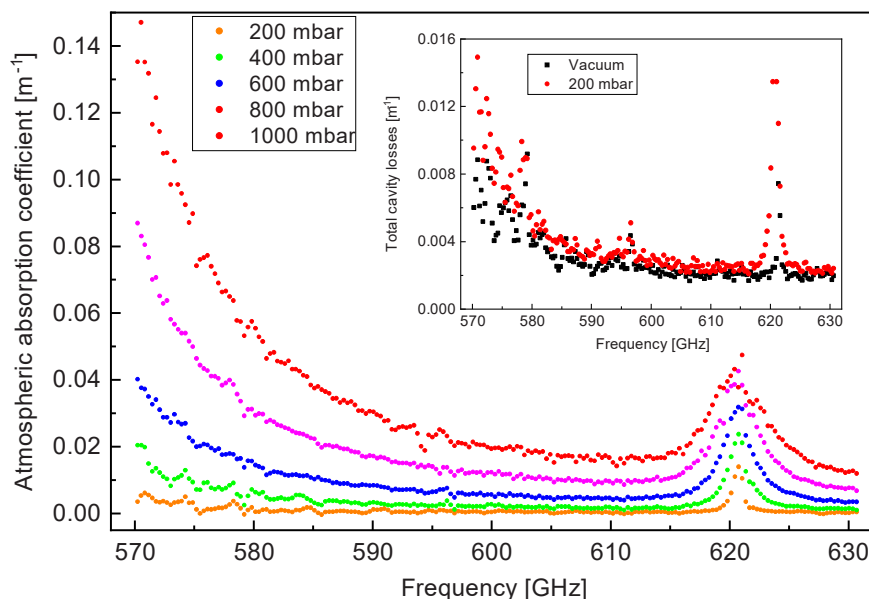 0.14
0.12
0.10
0.08
0.06
0.04
0.02
0.00
Atmospheric absorption coefficient [m⁻¹]
200 mbar
400 mbar
600 mbar
800 mbar
1000 mbar
570
580
590
600
610
620
630
Frequency [GHz]
0.016
0.012
0.008
0.004
0.000
Total cavity losses [m⁻¹]
Vacuum
200 mbar
570
580
590
600
610
620
630
Frequency [GHz]